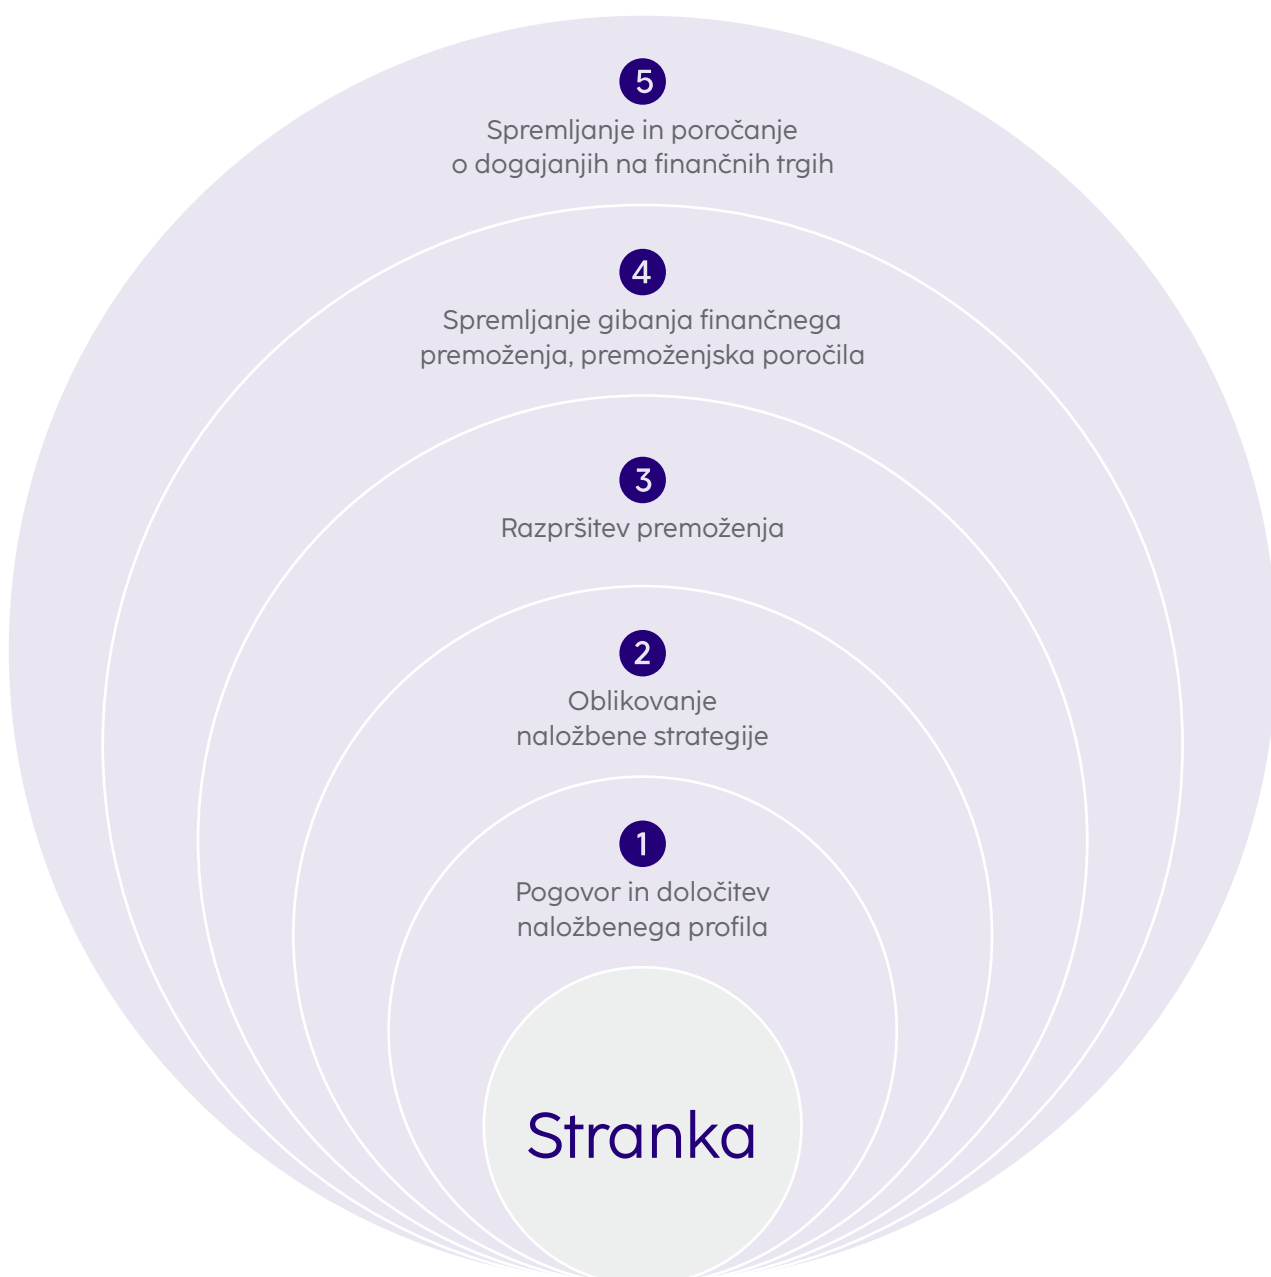 5
Spremljanje in poročanje
o dogajanjih na finančnih trgih
4
Spremljanje gibanja finančnega
premoženja, premoženjska poročila
3
Razpršitev premoženja
2
Oblikovanje
naložbene strategije
1
Pogovor in določitev
naložbenega profila
Stranka